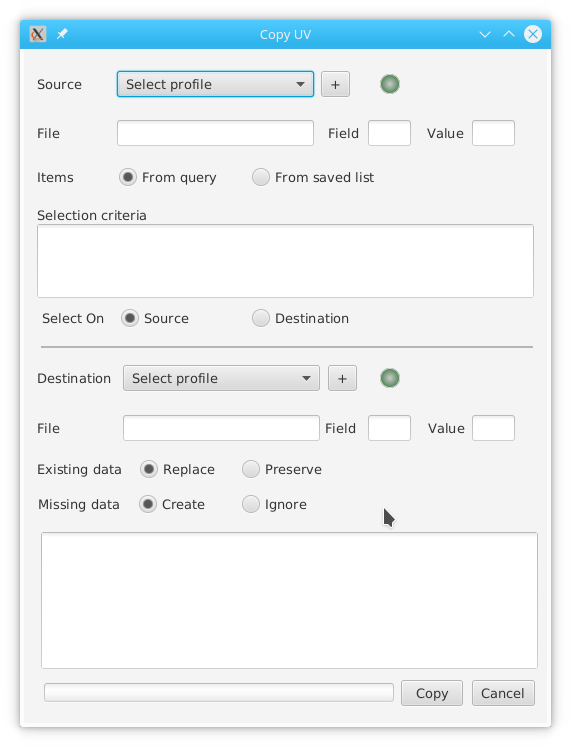 Copy UV
Source Select profile +
File Field Value
Items From query From saved list
Selection criteria
Select On Source Destination
Destination Select profile +
File Field Value
Existing data Replace Preserve
Missing data Create Ignore
Copy Cancel